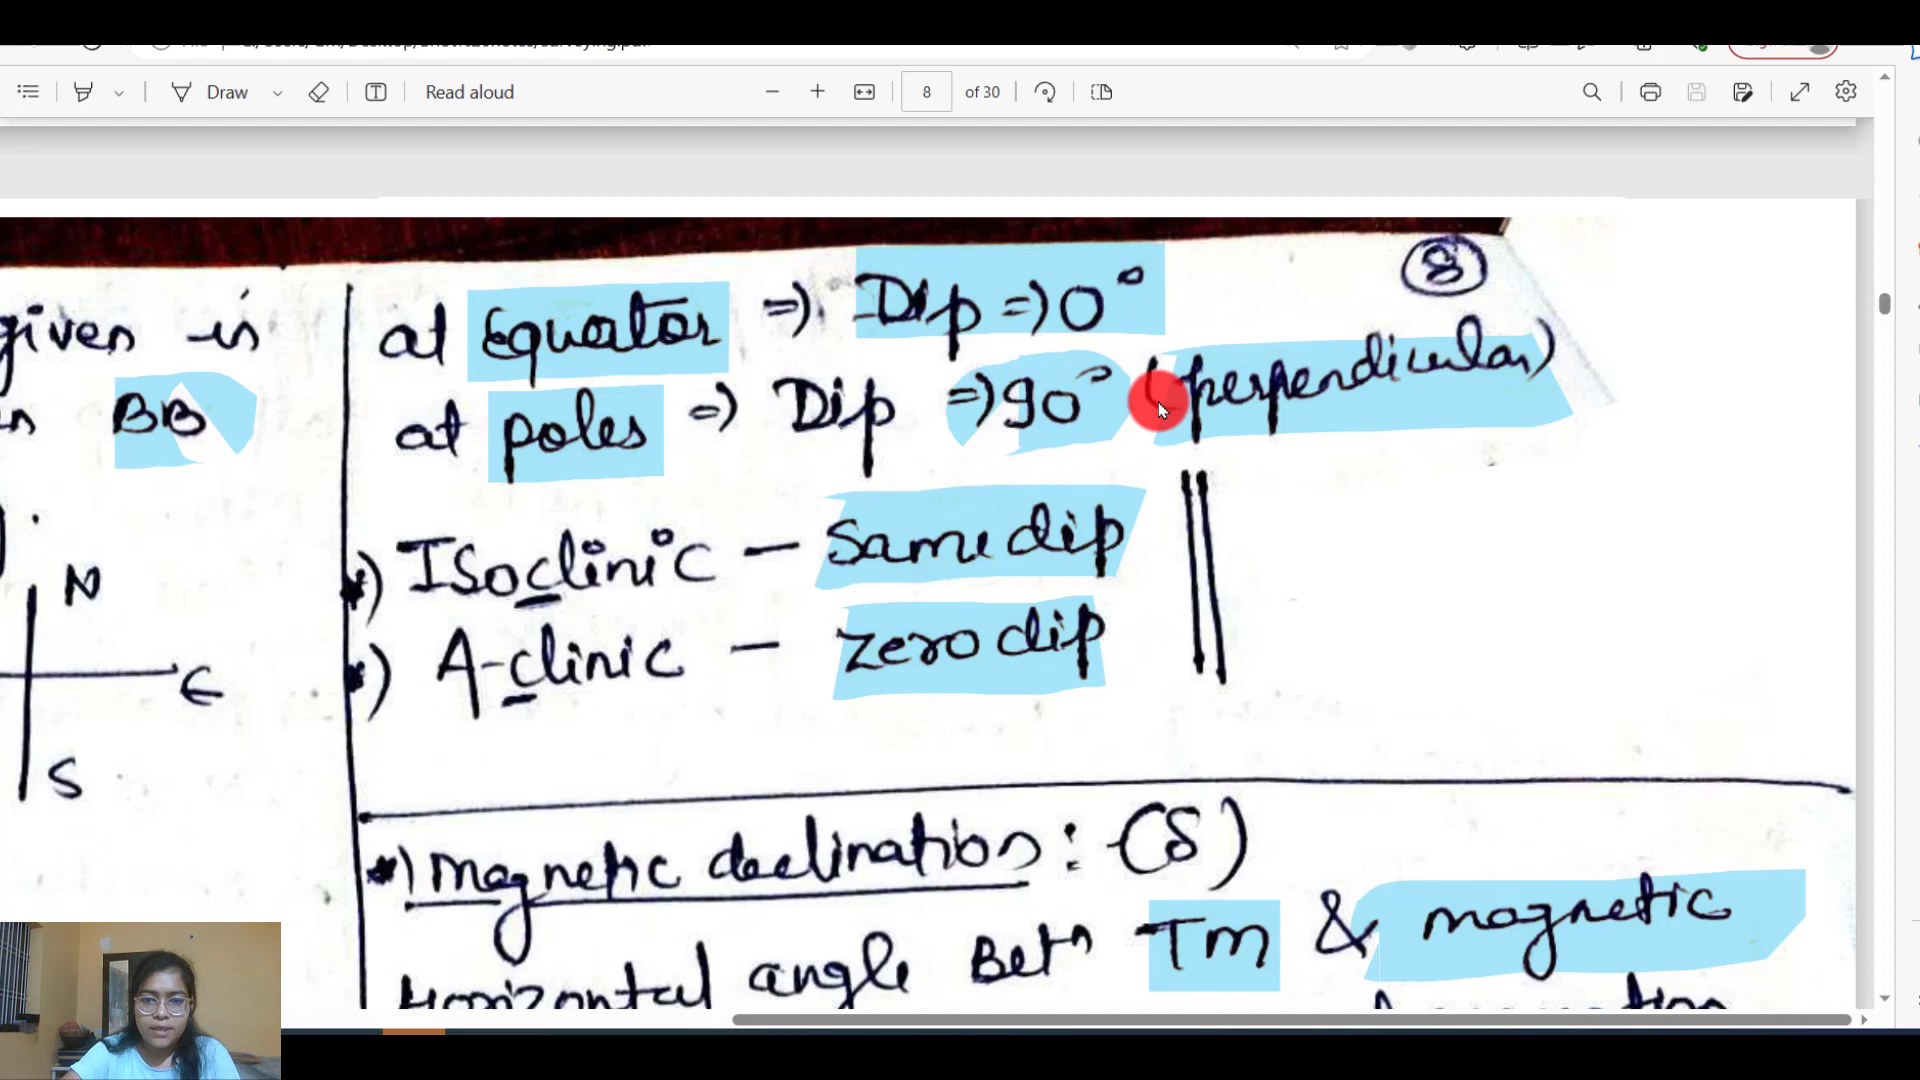 Draw
Read aloud
8 of 30
8
given is
BB
N
E
S
at Equator => Dip => 0°
at poles => Dip => 90° (perpendicular)
*) Isoclinic - Same dip
*) A-clinic - Zero dip
*) Magnetic declination: (δ)
Horizontal angle Betn TM & magnetic